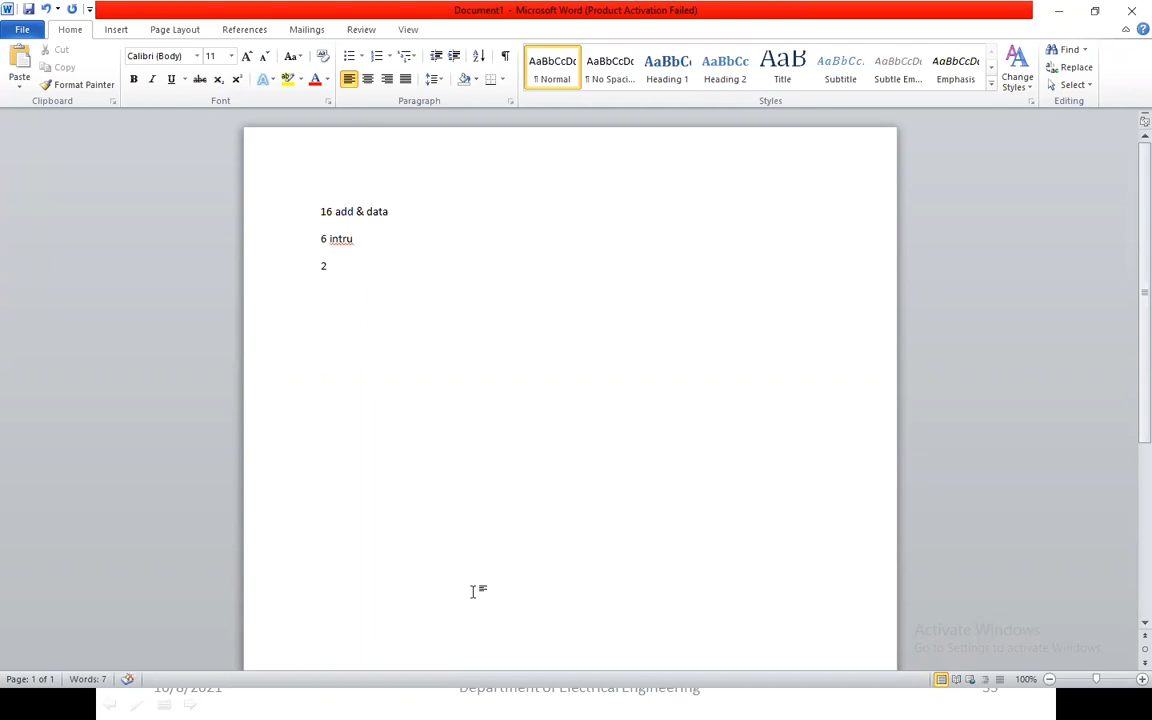 Document1 - Microsoft Word (Product Activation Failed)
File Home Insert Page Layout References Mailings Review View
Paste
Cut
Copy
Format Painter
Clipboard
Calibri (Body) 11
Font
Paragraph
AaBbCcDc AaBbCcDc AaBbCc AaBbCc AaB AaBbCc. AaBbCcDc AaBbCcDc
¶ Normal ¶ No Spaci... Heading 1 Heading 2 Title Subtitle Subtle Em... Emphasis
Styles
Change Styles
Find
Replace
Select
Editing
16 add & data
6 intru
2
Activate Windows
Go to Settings to activate Windows.
Page: 1 of 1 Words: 7 100%
10/8/2021 Department of Electrical Engineering